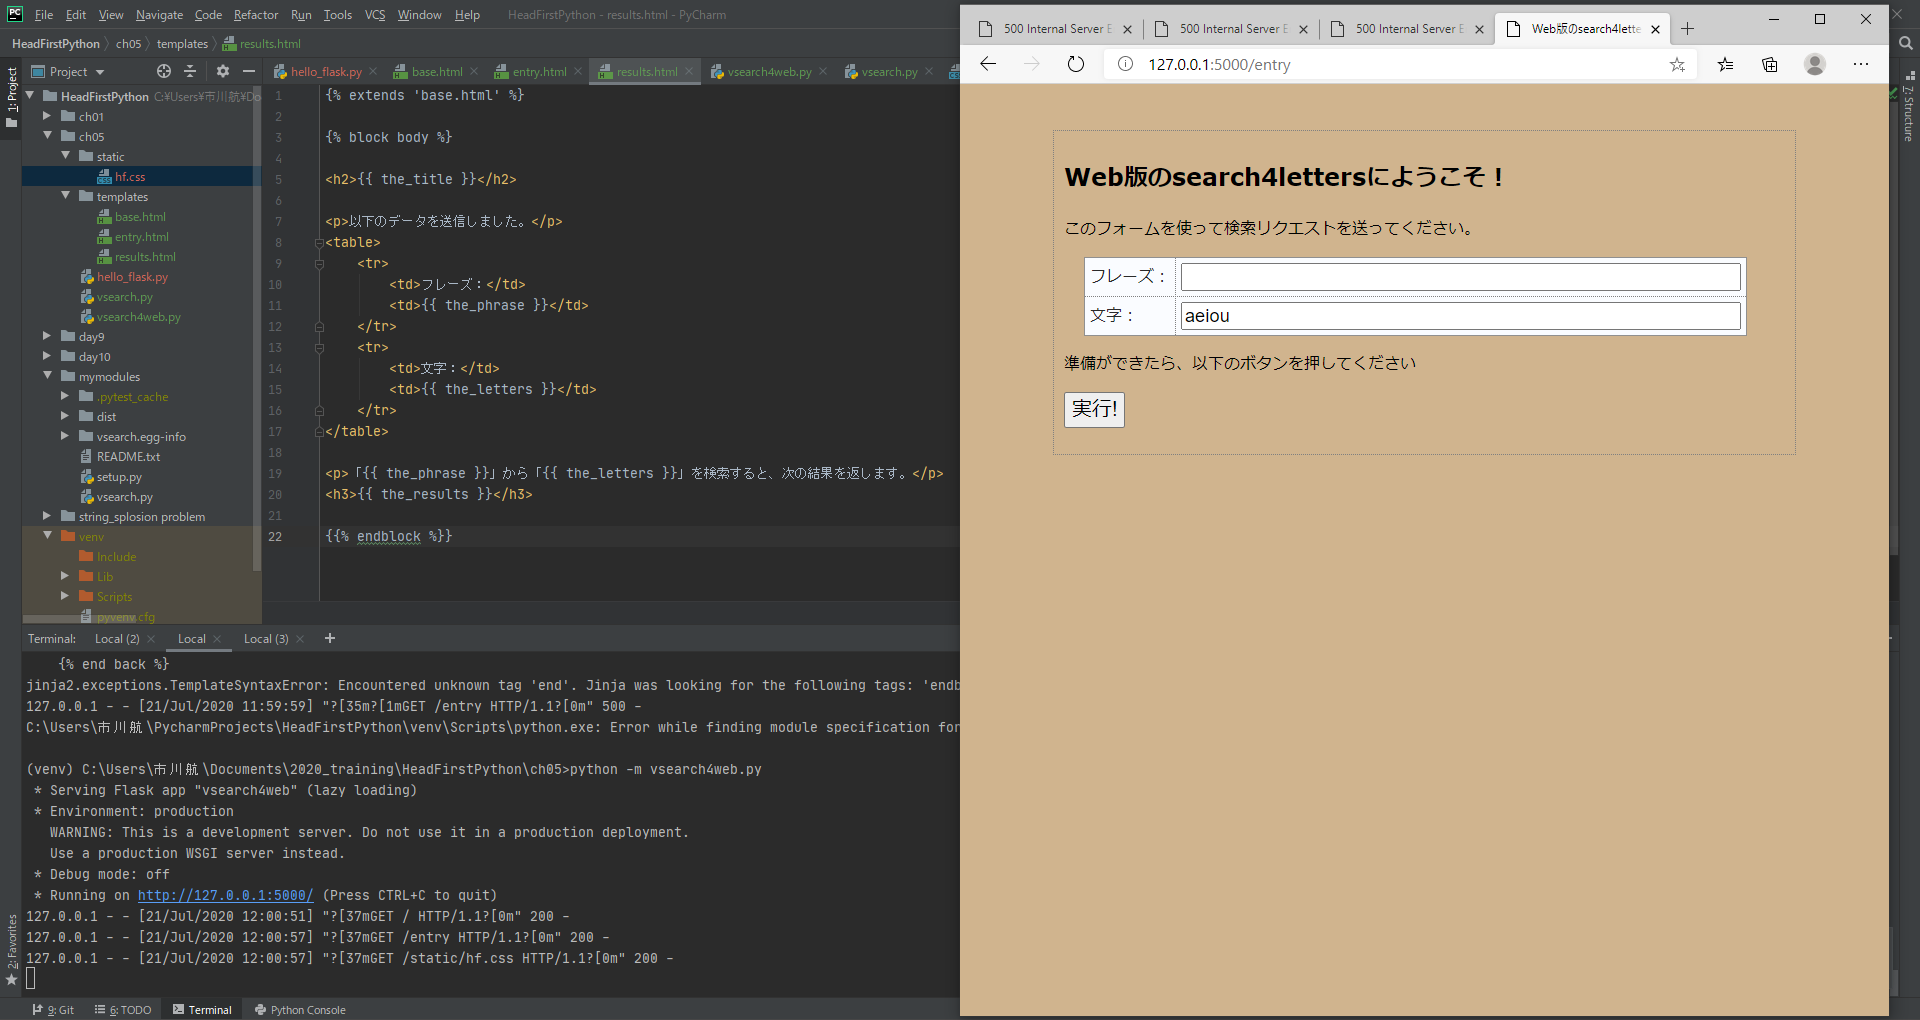 File Edit View Navigate Code Refactor Run Tools VCS Window Help HeadFirstPython - results.html - PyCharm
HeadFirstPython ch05 templates results.html
Project
hello_flask.py base.html entry.html results.html vsearch4web.py vsearch.py
1: Project
HeadFirstPython C:¥Users¥市川航¥Do
ch01
ch05
static
hf.css
templates
base.html
entry.html
results.html
hello_flask.py
vsearch.py
vsearch4web.py
day9
day10
mymodules
.pytest_cache
dist
vsearch.egg-info
README.txt
setup.py
vsearch.py
string_splosion problem
venv
Include
Lib
Scripts
pyvenv.cfg
1 {% extends 'base.html' %}
2
3 {% block body %}
4
5 <h2>{{ the_title }}</h2>
6
7 <p>以下のデータを送信しました。</p>
8 <table>
9 <tr>
10 <td>フレーズ：</td>
11 <td>{{ the_phrase }}</td>
12 </tr>
13 <tr>
14 <td>文字：</td>
15 <td>{{ the_letters }}</td>
16 </tr>
17 </table>
18
19 <p>「{{ the_phrase }}」から「{{ the_letters }}」を検索すると、次の結果を返します。</p>
20 <h3>{{ the_results }}</h3>
21
22 {{% endblock %}}
Terminal: Local (2) Local Local (3)
{% end back %}
jinja2.exceptions.TemplateSyntaxError: Encountered unknown tag 'end'. Jinja was looking for the following tags: 'endb
127.0.0.1 - - [21/Jul/2020 11:59:59] "?[35m?[1mGET /entry HTTP/1.1?[0m" 500 -
C:\Users\市川航\PycharmProjects\HeadFirstPython\venv\Scripts\python.exe: Error while finding module specification for
(venv) C:\Users\市川航\Documents\2020_training\HeadFirstPython\ch05>python -m vsearch4web.py
* Serving Flask app "vsearch4web" (lazy loading)
* Environment: production
WARNING: This is a development server. Do not use it in a production deployment.
Use a production WSGI server instead.
* Debug mode: off
* Running on http://127.0.0.1:5000/ (Press CTRL+C to quit)
127.0.0.1 - - [21/Jul/2020 12:00:51] "?[37mGET / HTTP/1.1?[0m" 200 -
127.0.0.1 - - [21/Jul/2020 12:00:57] "?[37mGET /entry HTTP/1.1?[0m" 200 -
127.0.0.1 - - [21/Jul/2020 12:00:57] "?[37mGET /static/hf.css HTTP/1.1?[0m" 200 -
2: Favorites
9: Git 6: TODO Terminal Python Console
500 Internal Server E 500 Internal Server E 500 Internal Server E Web版のsearch4lette
127.0.0.1:5000/entry
Web版のsearch4lettersにようこそ！
このフォームを使って検索リクエストを送ってください。
フレーズ：
文字： aeiou
準備ができたら、以下のボタンを押してください
実行!
7: Structure